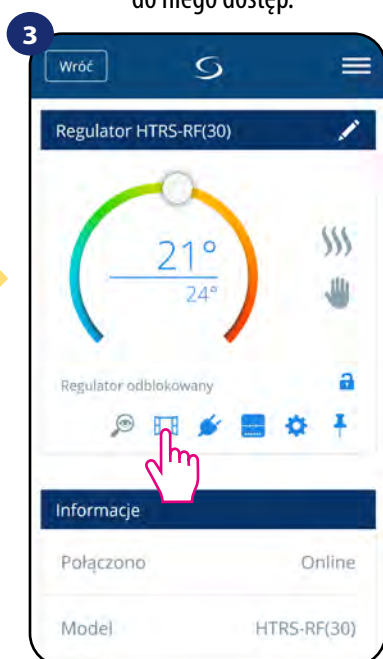 do niego dostęp.
3
Wróć
Regulator HTRS-RF(30)
21°
24°
Regulator odblokowany
Informacje
Połączono Online
Model HTRS-RF(30)